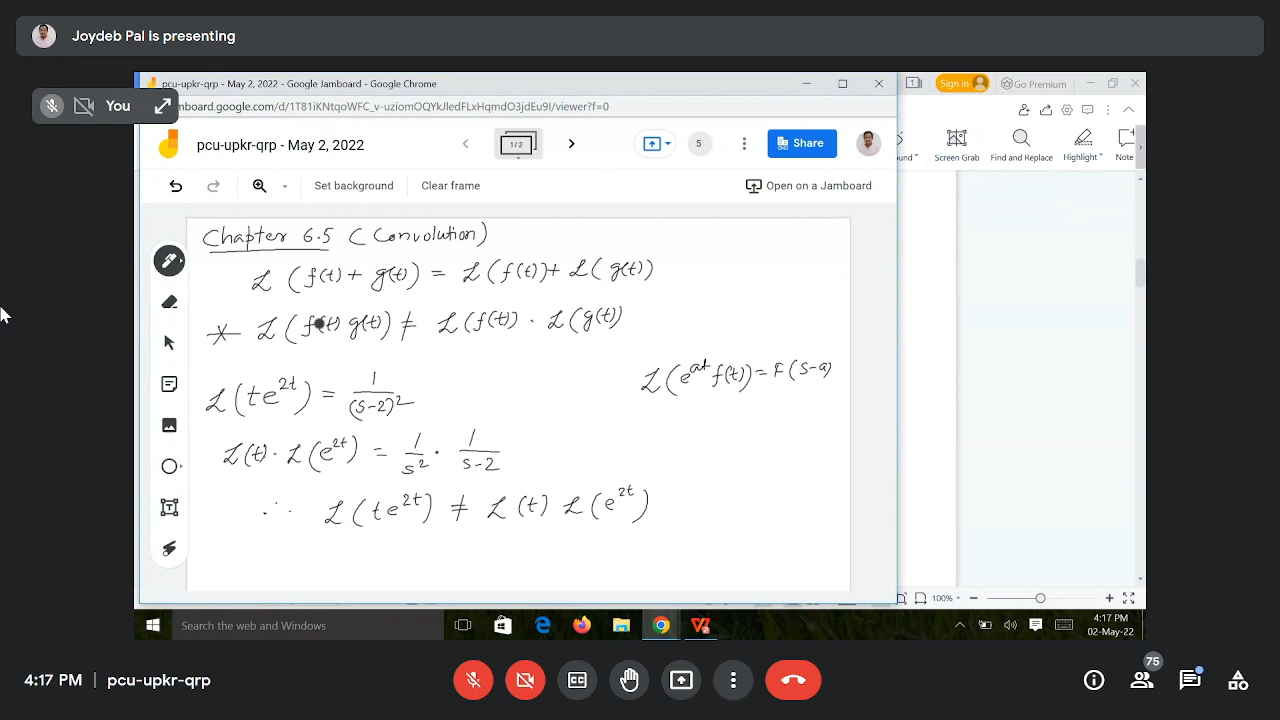 Joydeb Pal is presenting
You
pcu-upkr-qrp - May 2, 2022 - Google Jamboard - Google Chrome
mboard.google.com/d/1T81iKNtqoWFC_v-uziomOQYkJledFLxHqmdO3jdEu9I/viewer?f=0
1 Sign in Go Premium
pcu-upkr-qrp - May 2, 2022
1/2
5
Share
Screen Grab Find and Replace Highlight Note
Set background Clear frame Open on a Jamboard
Chapter 6.5 ( Convolution)
ℒ (f(t) + g(t)) = ℒ(f(t)) + ℒ(g(t))
* ℒ (f(t) g(t)) ≠ ℒ(f(t)) · ℒ(g(t))
ℒ(e^{at} f(t)) = F(s-a)
ℒ(te^{2t}) = 1/(s-2)^2
ℒ(t) · ℒ(e^{2t}) = 1/s^2 · 1/(s-2)
∴ ℒ(te^{2t}) ≠ ℒ(t) ℒ(e^{2t})
100%
Search the web and Windows
4:17 PM
02-May-22
4:17 PM | pcu-upkr-qrp
75